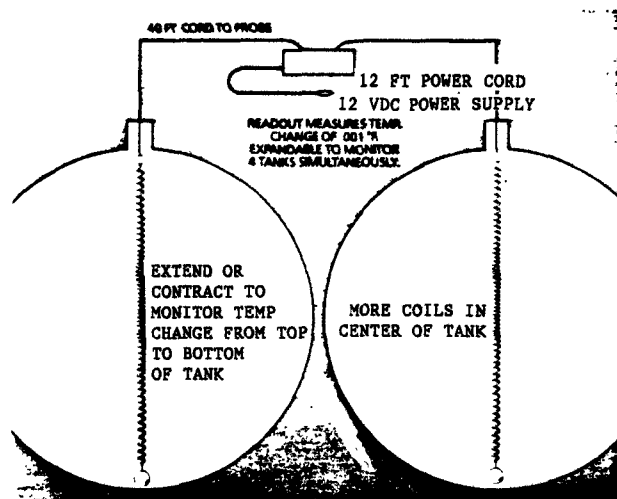 40 FT CORD TO PROBE
12 FT POWER CORD
12 VDC POWER SUPPLY
READOUT MEASURES TEMP.
CHANGE OF .001 °F.
EXPANDABLE TO MONITOR
4 TANKS SIMULTANEOUSLY.
EXTEND OR
CONTRACT TO
MONITOR TEMP
CHANGE FROM TOP
TO BOTTOM
OF TANK
MORE COILS IN
CENTER OF TANK